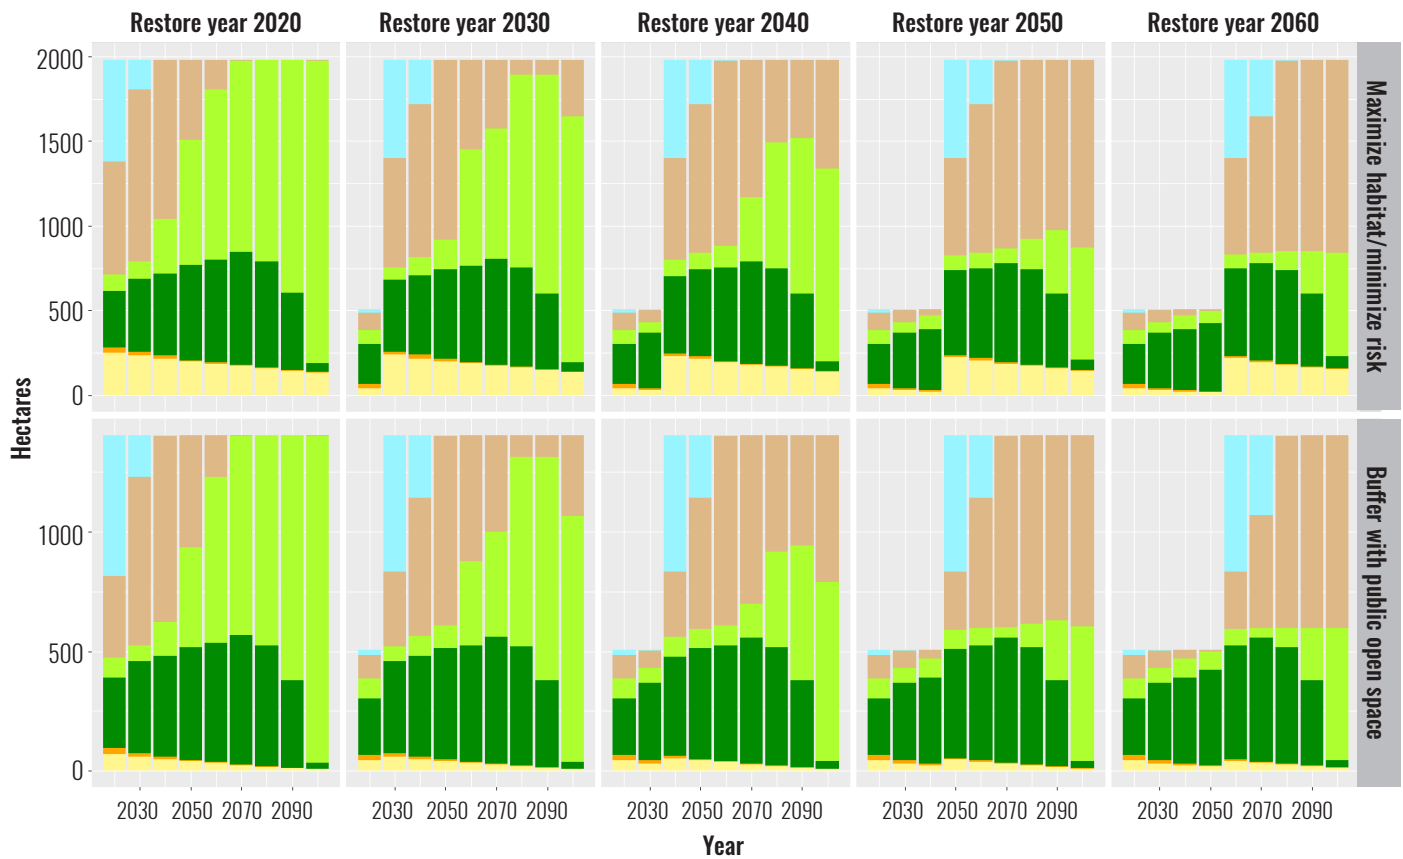 Restore year 2020
Restore year 2030
Restore year 2040
Restore year 2050
Restore year 2060
2000
1500
1000
500
0
Maximize habitat/minimize risk
Hectares
1000
500
0
Buffer with public open space
2030 2050 2070 2090
2030 2050 2070 2090
2030 2050 2070 2090
2030 2050 2070 2090
2030 2050 2070 2090
Year